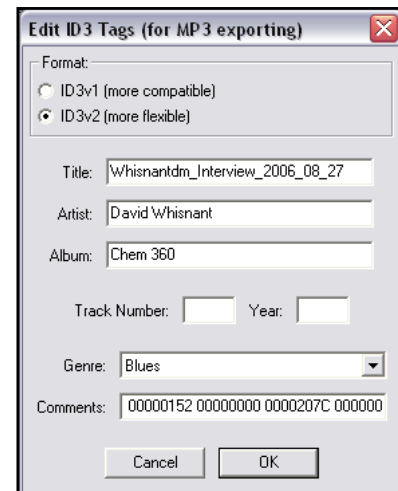 Edit ID3 Tags (for MP3 exporting)
Format:
ID3v1 (more compatible)
ID3v2 (more flexible)
Title: Whisnantdm_Interview_2006_08_27
Artist: David Whisnant
Album: Chem 360
Track Number: Year:
Genre: Blues
Comments: 00000152 00000000 0000207C 000000
Cancel OK